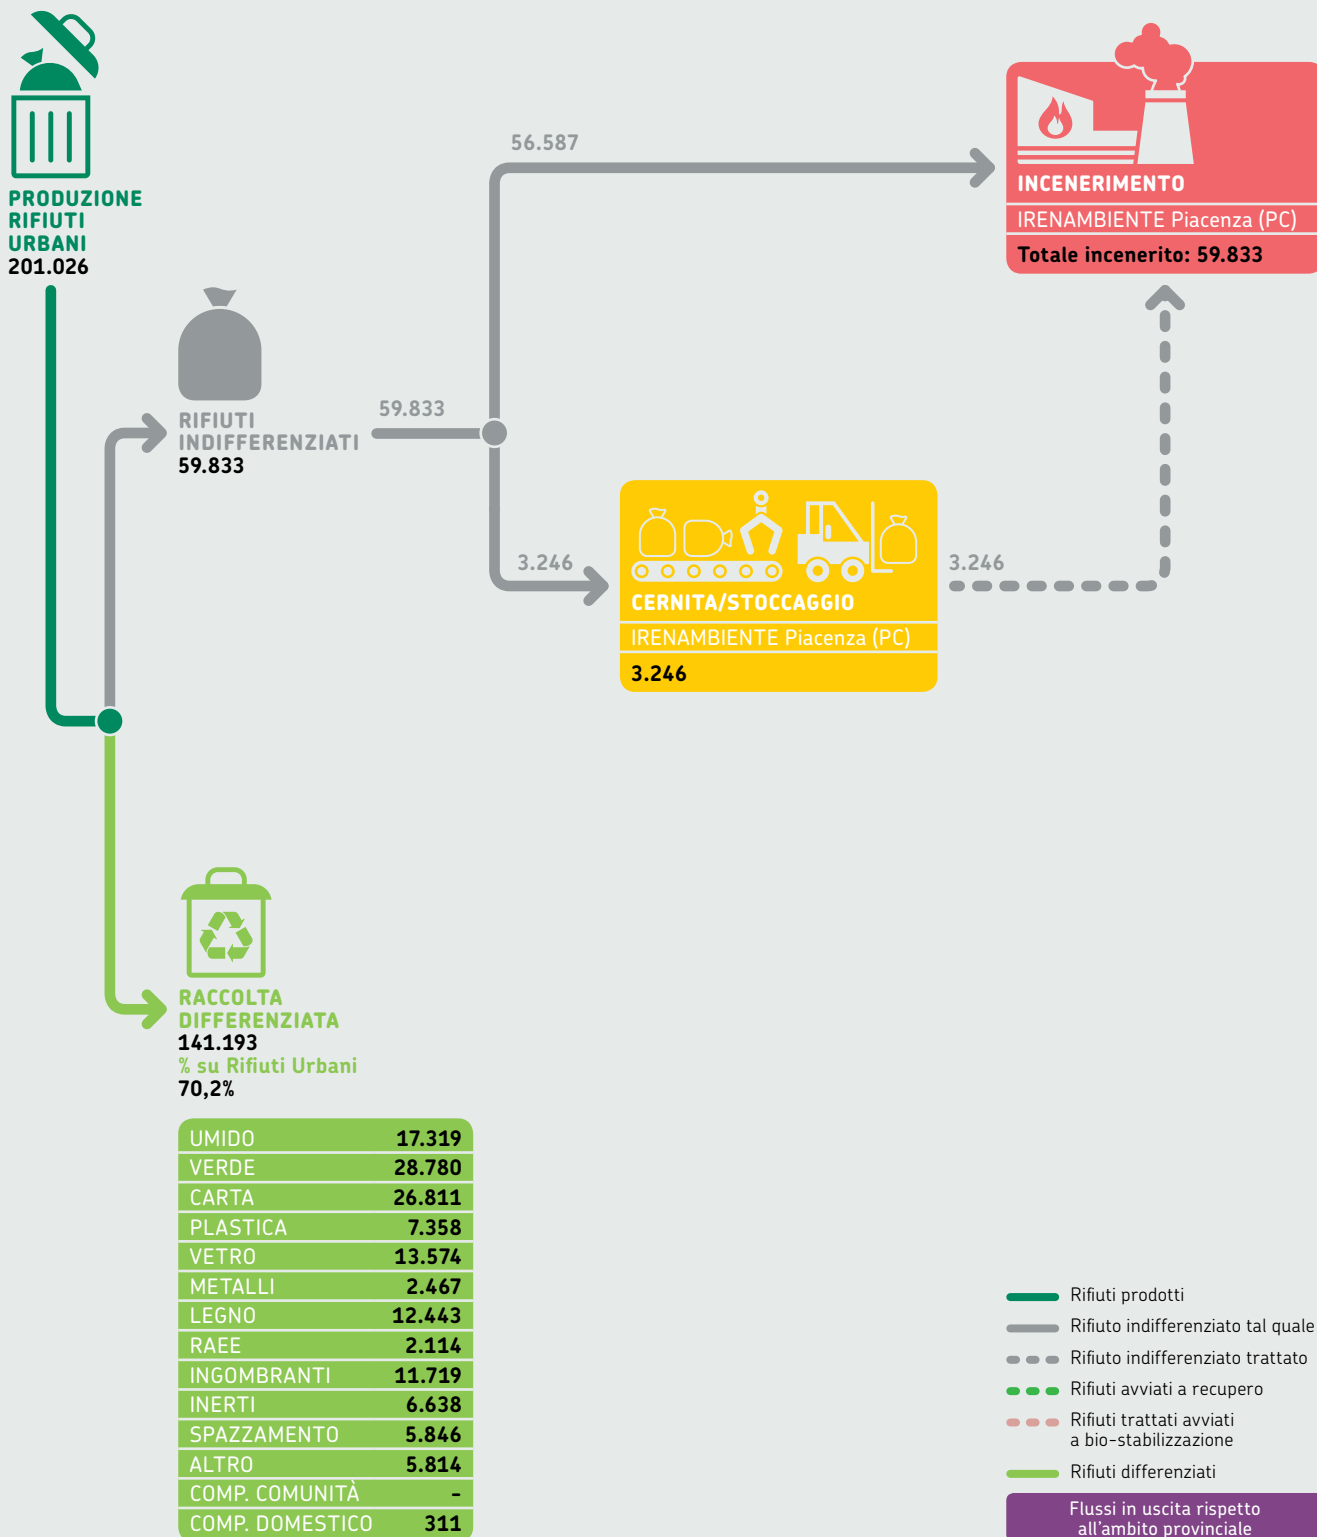 PRODUZIONE
RIFIUTI
URBANI
201.026
56.587
INCENERIMENTO
IRENAMBIENTE Piacenza (PC)
Totale incenerito: 59.833
RIFIUTI
INDIFFERENZIATI
59.833
59.833
3.246
CERNITA/STOCCAGGIO
IRENAMBIENTE Piacenza (PC)
3.246
3.246
RACCOLTA
DIFFERENZIATA
141.193
% su Rifiuti Urbani
70,2%
UMIDO 17.319
VERDE 28.780
CARTA 26.811
PLASTICA 7.358
VETRO 13.574
METALLI 2.467
LEGNO 12.443
RAEE 2.114
INGOMBRANTI 11.719
INERTI 6.638
SPAZZAMENTO 5.846
ALTRO 5.814
COMP. COMUNITÀ -
COMP. DOMESTICO 311
Rifiuti prodotti
Rifiuto indifferenziato tal quale
Rifiuto indifferenziato trattato
Rifiuti avviati a recupero
Rifiuti trattati avviati
a bio-stabilizzazione
Rifiuti differenziati
Flussi in uscita rispetto
all'ambito provinciale